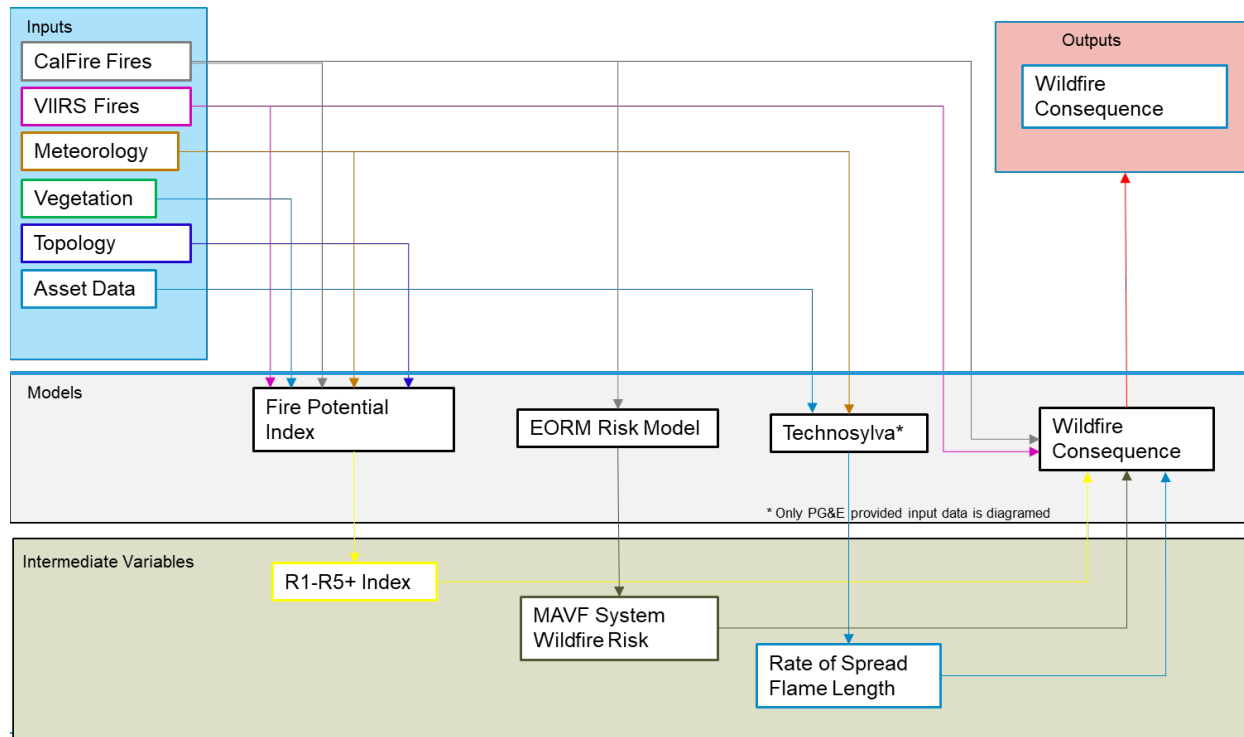 Inputs
CalFire Fires
VIIRS Fires
Meteorology
Vegetation
Topology
Asset Data
Outputs
Wildfire
Consequence
Models
Fire Potential
Index
EORM Risk Model
Technosylva*
Wildfire
Consequence
* Only PG&E provided input data is diagramed
Intermediate Variables
R1-R5+ Index
MAVF System
Wildfire Risk
Rate of Spread
Flame Length